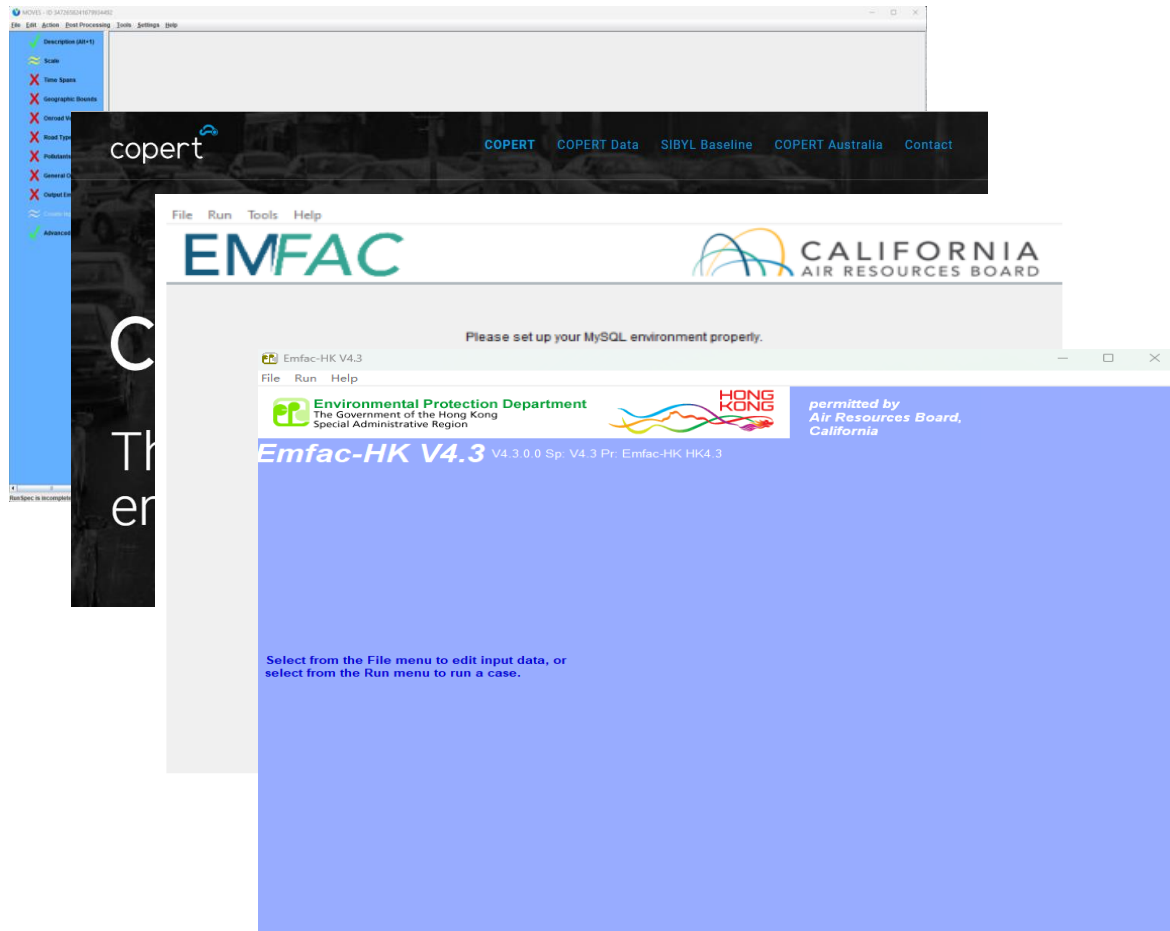 MOVES - ID 3472656241878934492
File Edit Action Post Processing Tools Settings Help
Description (Alt+1)
Scale
Time Spans
Geographic Bounds
Onroad
Road Type
Pollutants
General O
Output Em
Advanced
RunSpec is incomplete
copert
COPERT COPERT Data SIBYL Baseline COPERT Australia Contact
C
Th
er
File Run Tools Help
EMFAC
CALIFORNIA
AIR RESOURCES BOARD
Please set up your MySQL environment properly.
Emfac-HK V4.3
File Run Help
Environmental Protection Department
The Government of the Hong Kong
Special Administrative Region
HONG
KONG
permitted by
Air Resources Board,
California
Emfac-HK V4.3 V4.3.0.0 Sp: V4.3 Pr: Emfac-HK HK4.3
Select from the File menu to edit input data, or
select from the Run menu to run a case.